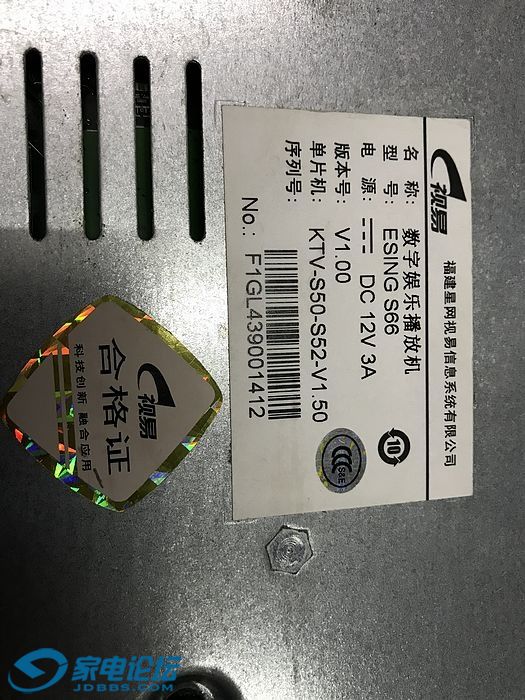 视易
福建星网视易信息系统有限公司
名 称: 数字娱乐播放机
型 号: ESING S66
电 源: DC 12V 3A
版本号: V1.00
单片机: KTV-S50-S52-V1.50
序列号:
No.: F1GL439001412
10
CCC
S&E
视易
合格证
科技创新 融合应用
家电论坛
JDBBS.COM